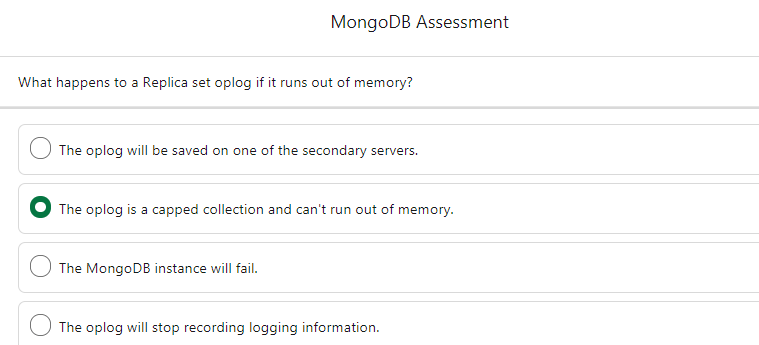 MongoDB Assessment
What happens to a Replica set oplog if it runs out of memory?
The oplog will be saved on one of the secondary servers.
The oplog is a capped collection and can't run out of memory.
The MongoDB instance will fail.
The oplog will stop recording logging information.